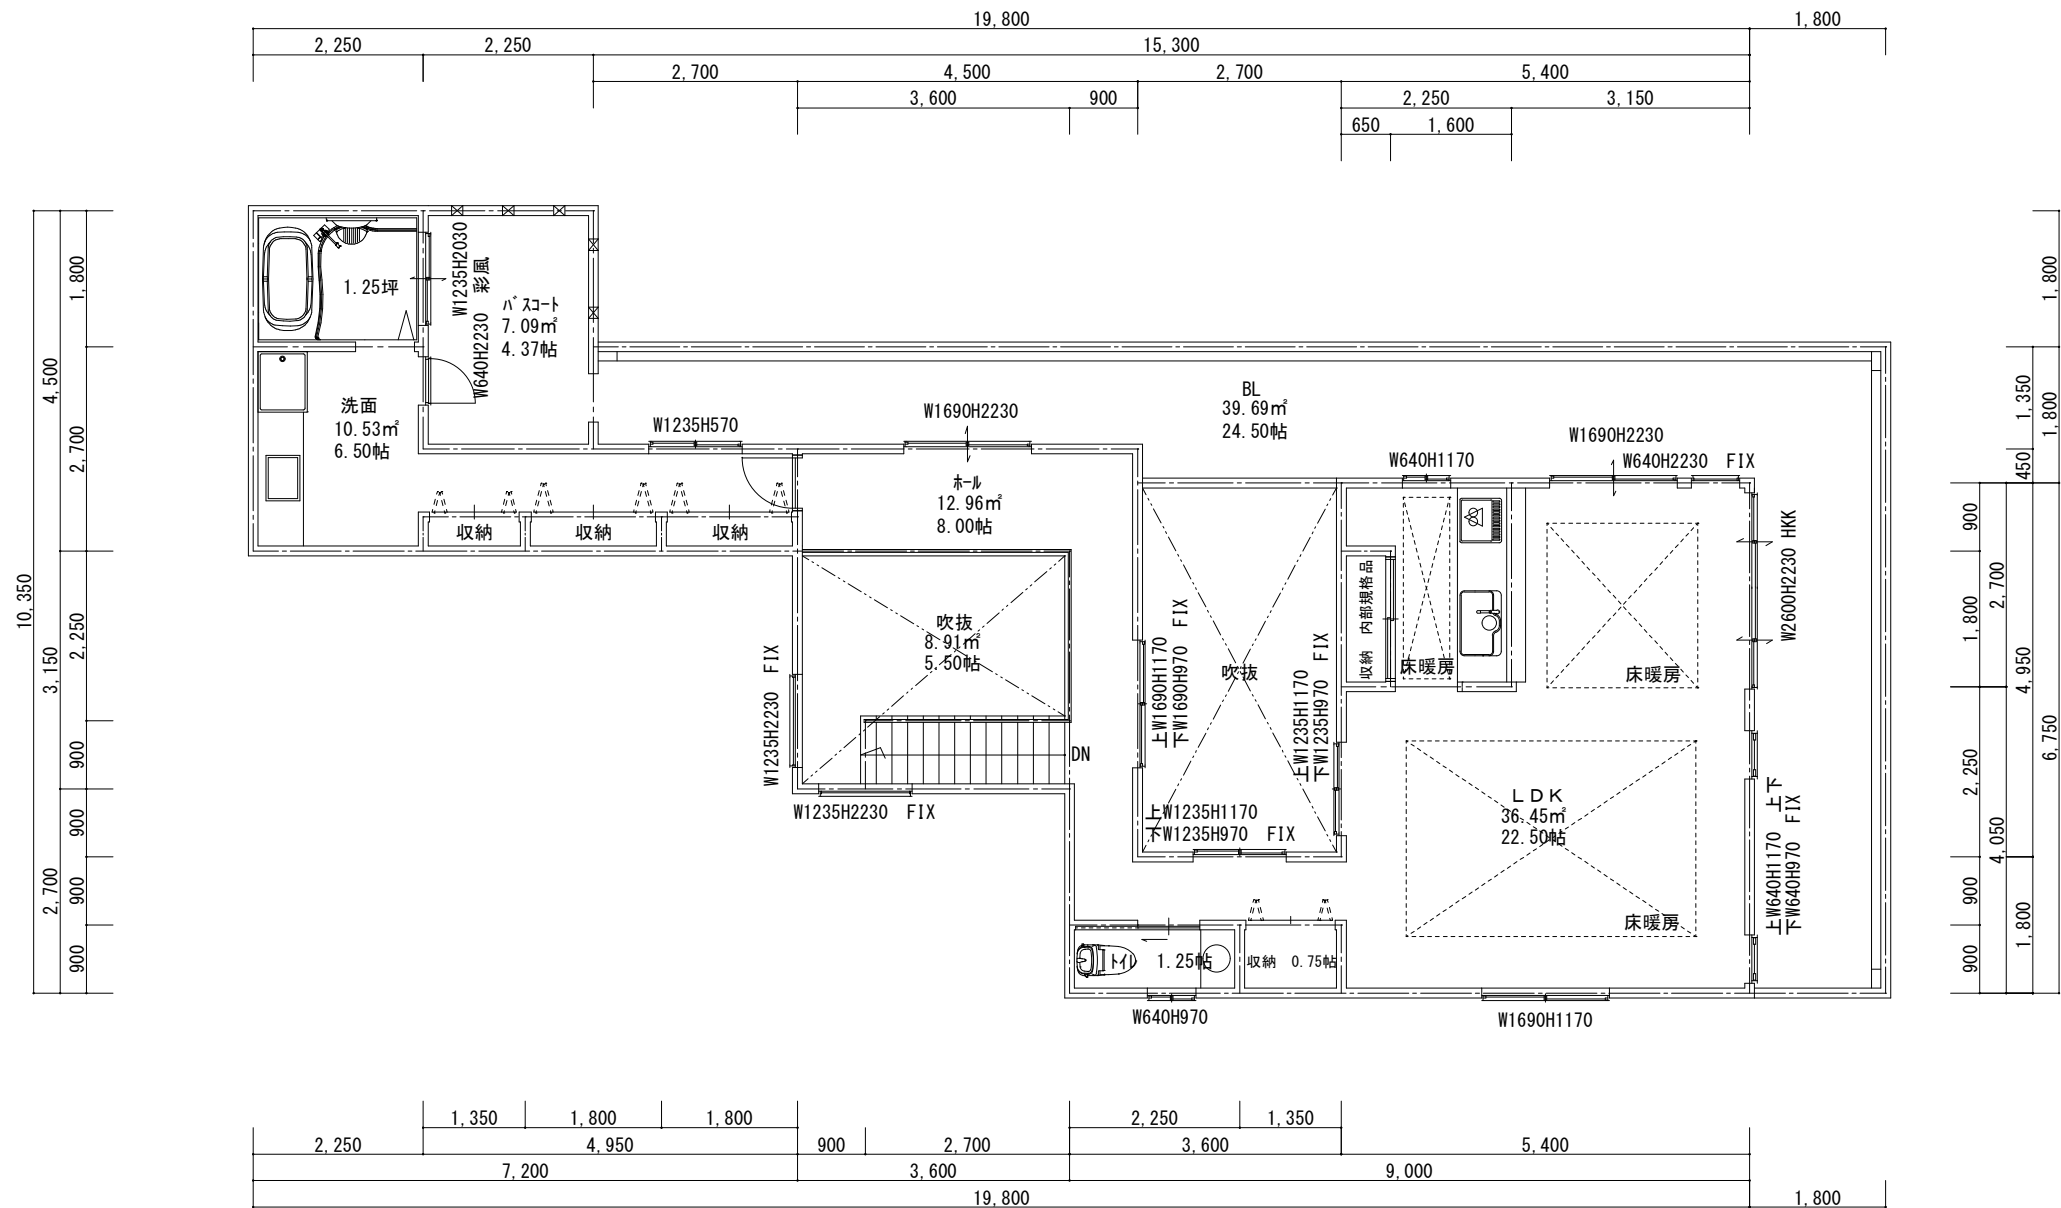 19,800
1,800
2,250
2,250
15,300
2,700
4,500
2,700
5,400
3,600
900
2,250
3,150
650
1,600
10,350
4,500
3,150
2,700
1,800
2,700
2,250
900
900
900
900
1.25坪
W1235H2030
彩風
W640H2230
バスコート
7.09㎡
4.37帖
洗面
10.53㎡
6.50帖
収納
収納
収納
W1235H570
W1690H2230
ホール
12.96㎡
8.00帖
BL
39.69㎡
24.50帖
W1690H2230
W640H1170
W640H2230 FIX
W2600H2230 HKK
吹抜
8.91㎡
5.50帖
W1235H2230 FIX
W1235H2230 FIX
DN
上W1690H1170
下W1690H970 FIX
吹抜
上W1235H1170
下W1235H970 FIX
上W1235H1170
下W1235H970 FIX
収納 内部規格品
床暖房
床暖房
LDK
36.45㎡
22.50帖
床暖房
上W640H1170 上下
下W640H970 FIX
トイレ 1.25帖
収納 0.75帖
W640H970
W1690H1170
900
1,800
2,250
900
900
2,700
4,050
1,350
450
4,950
1,800
1,800
1,800
6,750
1,350
1,800
1,800
2,250
1,350
2,250
4,950
900
2,700
3,600
5,400
7,200
3,600
9,000
19,800
1,800